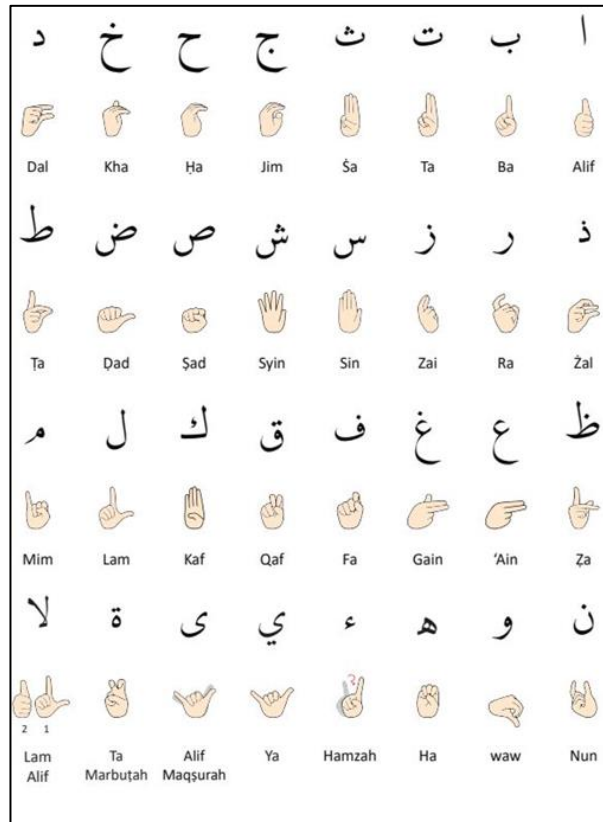 ا ب ت ث ج ح خ د
Dal Kha Ḥa Jim Ṡa Ta Ba Alif
ذ ر ز س ش ص ض ط
Ṭa Ḍad Ṣad Syin Sin Zai Ra Żal
ظ ع غ ف ق ك ل م
Mim Lam Kaf Qaf Fa Gain ‘Ain Ẓa
ن و ه ء ي ى ة لا
2 1
Lam Ta Alif Ya Hamzah Ha waw Nun
Alif Marbuṭah Maqṣurah